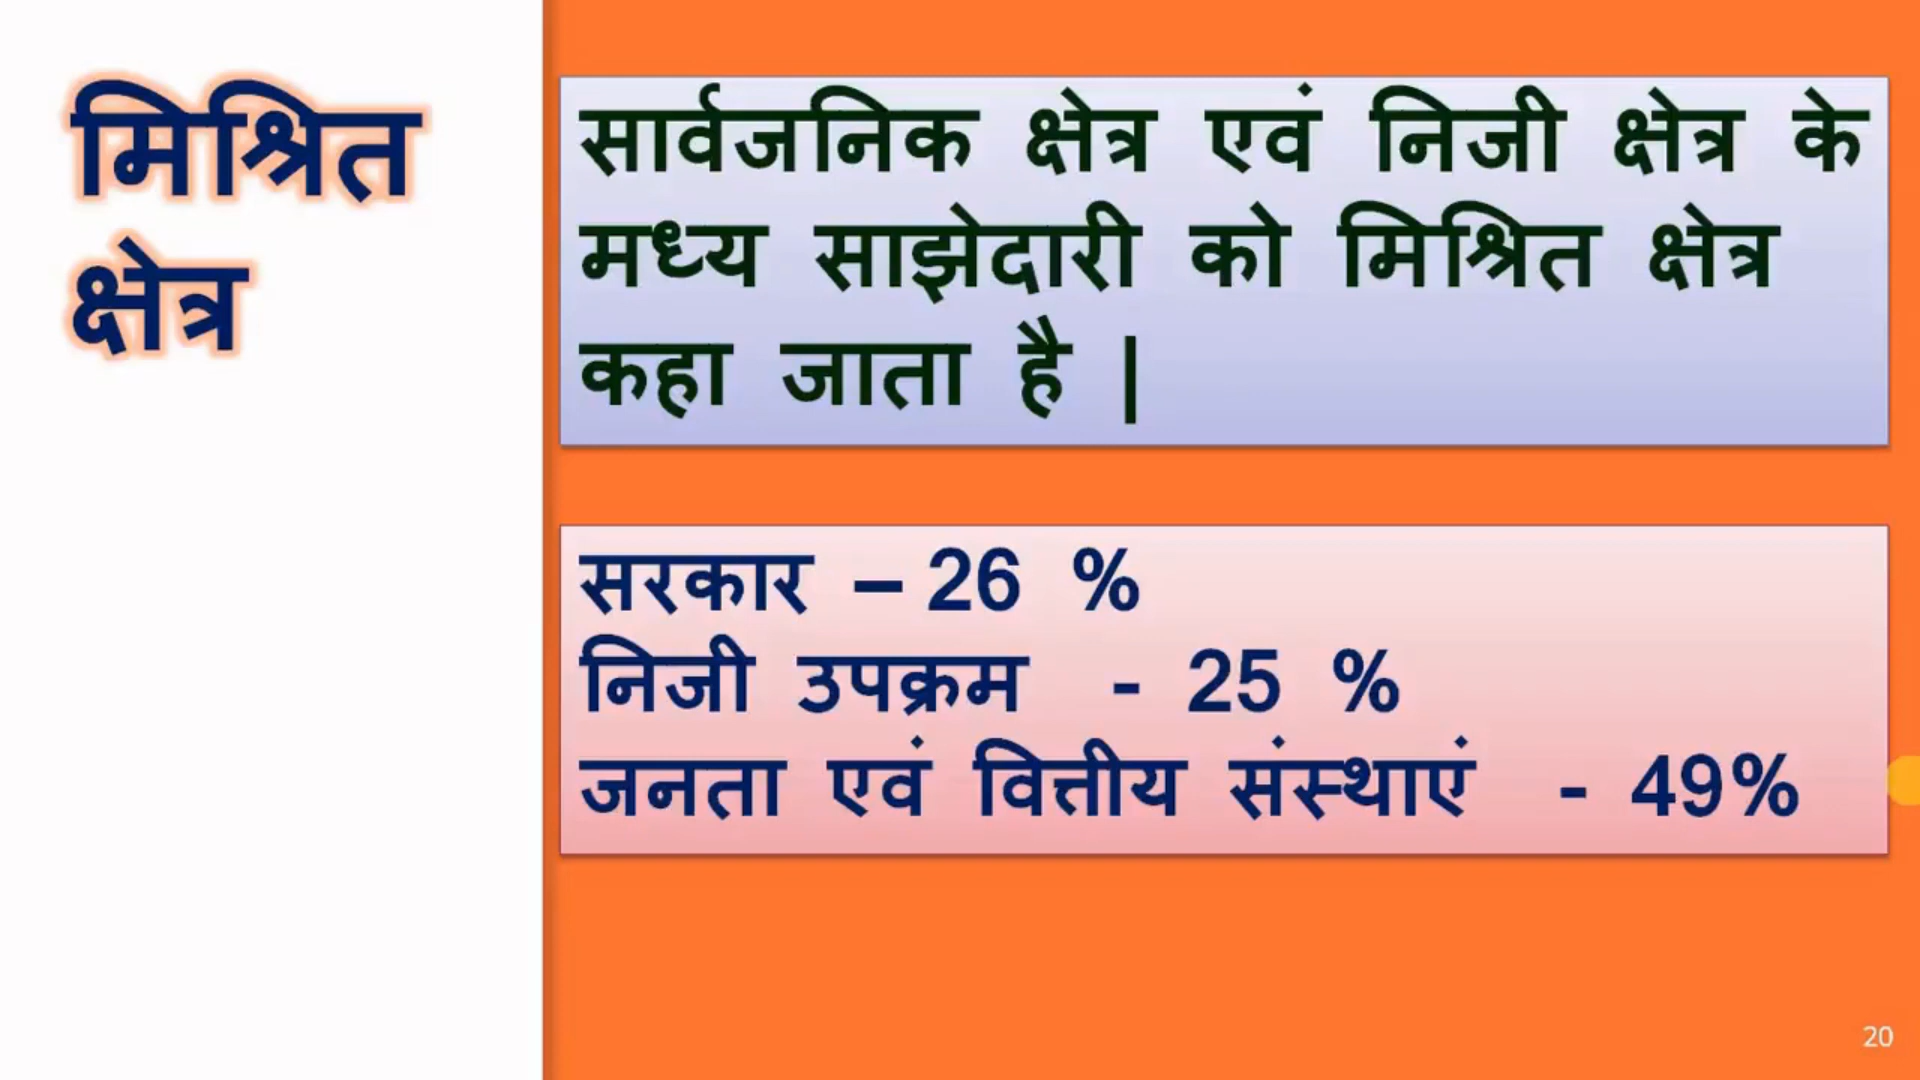 मिश्रित
क्षेत्र
सार्वजनिक क्षेत्र एवं निजी क्षेत्र के
मध्य साझेदारी को मिश्रित क्षेत्र
कहा जाता है |
सरकार – 26 %
निजी उपक्रम - 25 %
जनता एवं वित्तीय संस्थाएं - 49%
20